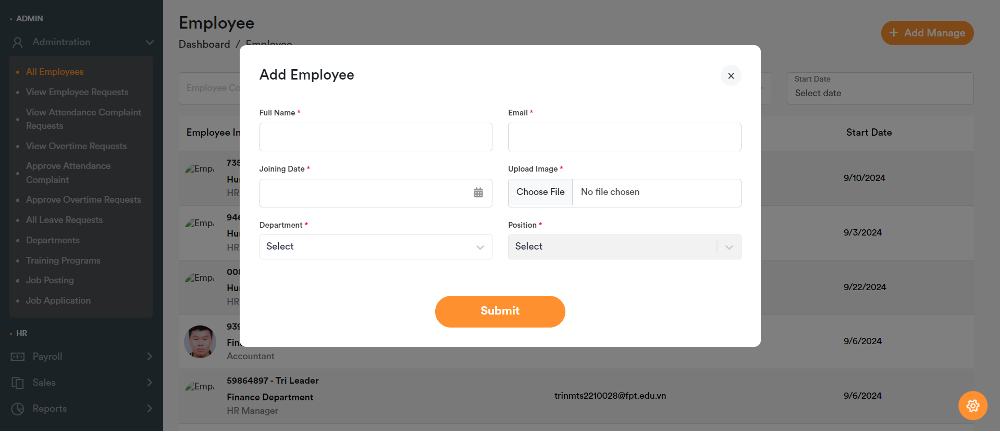 ADMIN
Admintration
All Employees
View Employee Requests
View Attendance Complaint
Requests
View Overtime Requests
Approve Attendance
Complaint
Approve Overtime Requests
All Leave Requests
Departments
Training Programs
Job Posting
Job Application
HR
Payroll
Sales
Reports
Employee
Dashboard / Employee
+ Add Manage
Employee Co
Start Date
Select date
Employee In
Start Date
Emp
735
Hu
HR
9/10/2024
Emp
946
Hu
HR
9/3/2024
Emp
008
Hu
HR
9/22/2024
939
Fin
Accountant
9/6/2024
Emp
59864897 - Tri Leader
Finance Department
HR Manager
trinmts2210028@fpt.edu.vn
9/6/2024
Add Employee
×
Full Name *
Email *
Joining Date *
Upload Image *
Choose File No file chosen
Department *
Position *
Select
Select
Submit